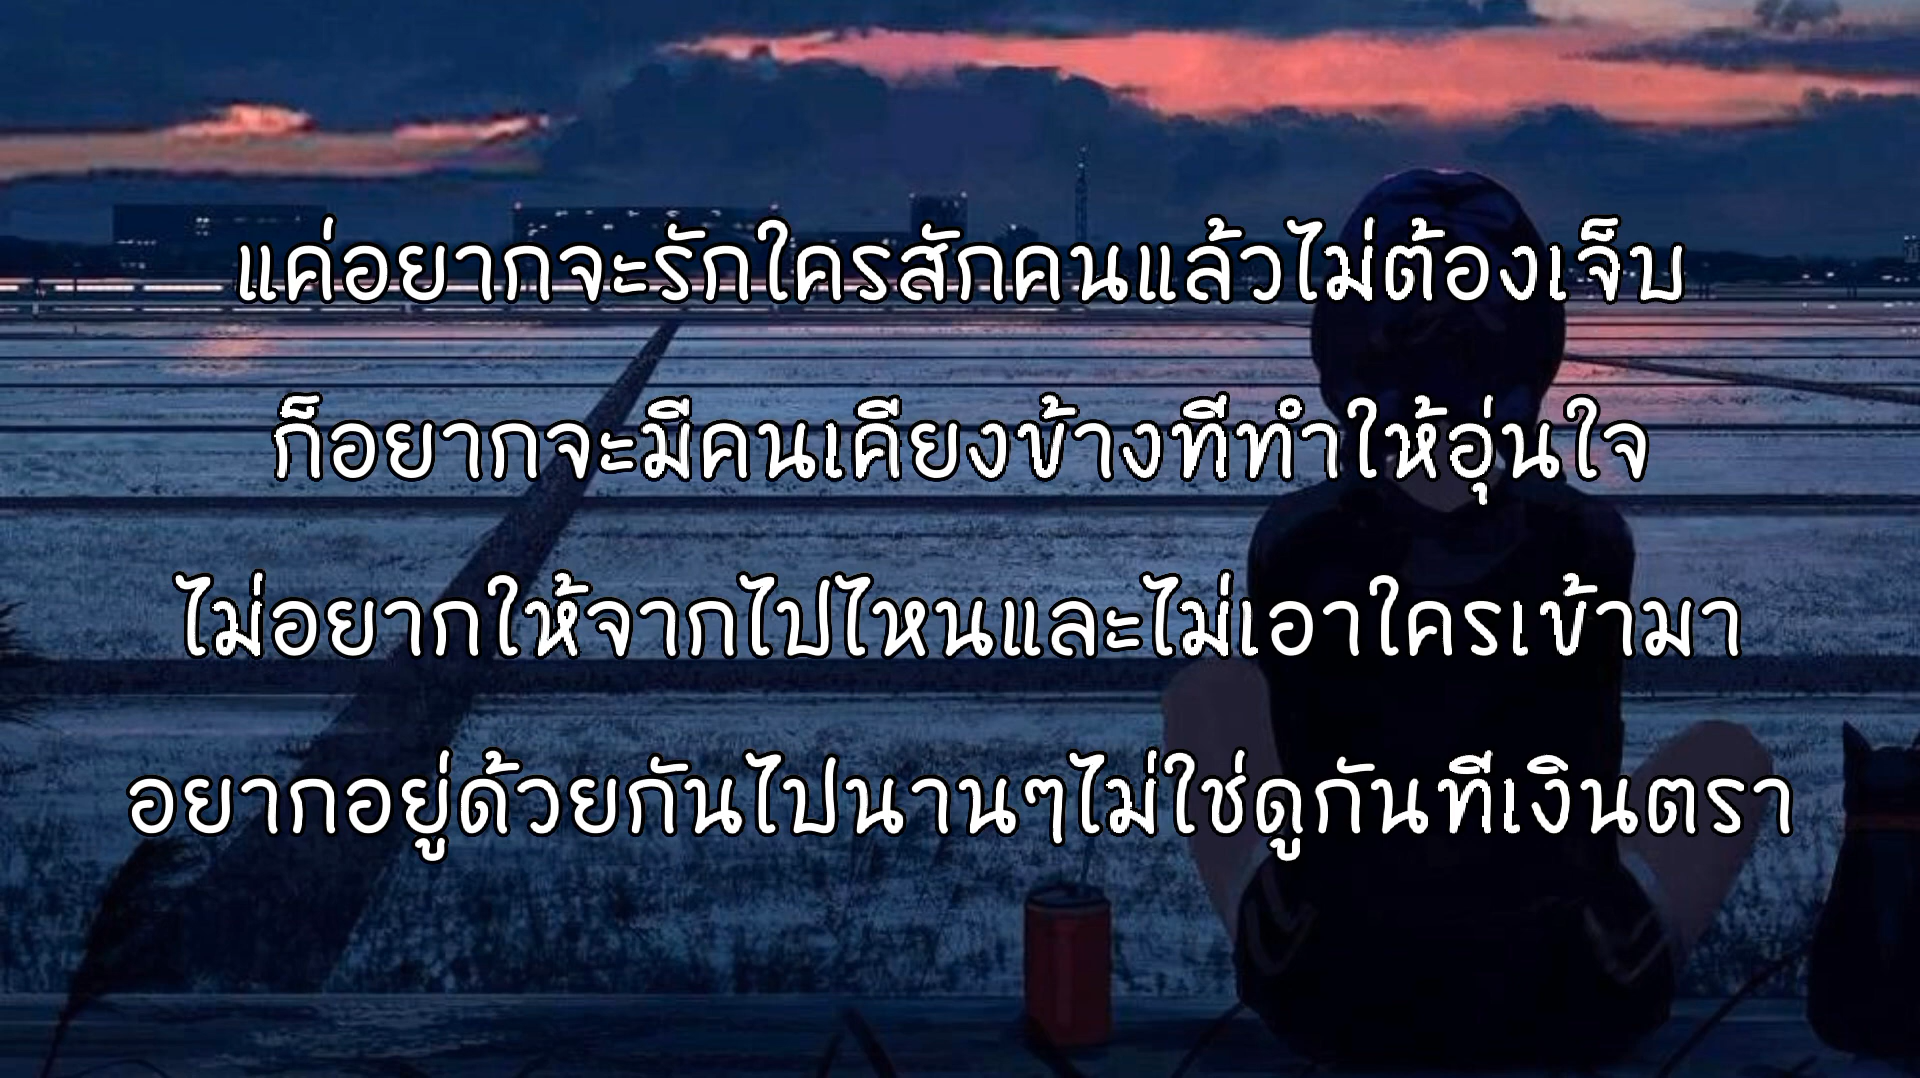 แค่อยากจะรักใครสักคนแล้วไม่ต้องเจ็บ
ก็อยากจะมีคนเคียงข้างที่ทำให้อุ่นใจ
ไม่อยากให้จากไปไหนและไม่เอาใครเข้ามา
อยากอยู่ด้วยกันไปนานๆไม่ใช่ดูกันที่เงินตรา